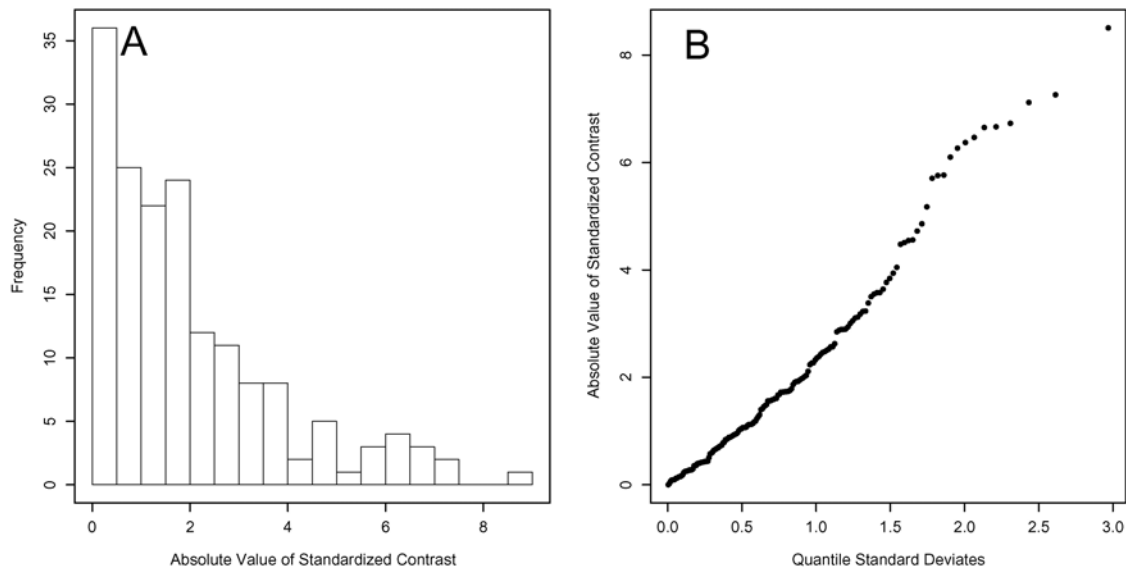 A
35
30
25
20
15
10
5
0
Frequency
0 2 4 6 8
Absolute Value of Standardized Contrast
B
8
6
4
2
0
Absolute Value of Standardized Contrast
0.0 0.5 1.0 1.5 2.0 2.5 3.0
Quantile Standard Deviates